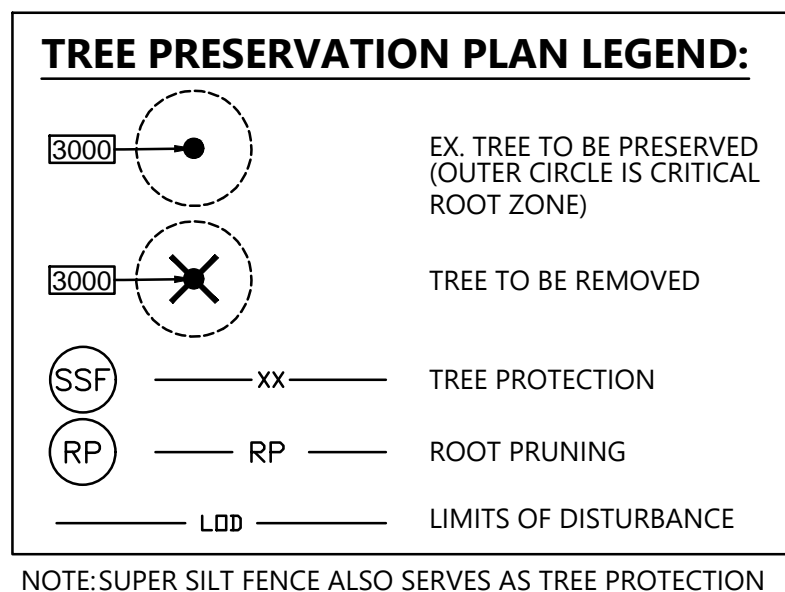 TREE PRESERVATION PLAN LEGEND:
3000
EX. TREE TO BE PRESERVED
(OUTER CIRCLE IS CRITICAL
ROOT ZONE)
3000
TREE TO BE REMOVED
SSF XX TREE PROTECTION
RP RP ROOT PRUNING
LOD LIMITS OF DISTURBANCE
NOTE: SUPER SILT FENCE ALSO SERVES AS TREE PROTECTION